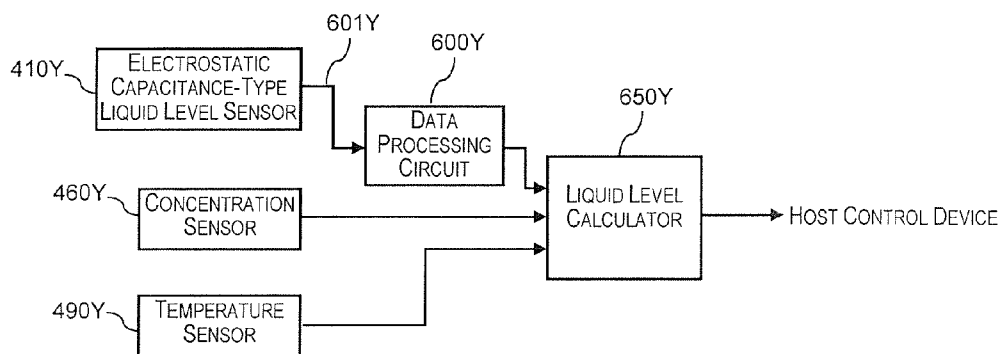 601Y
600Y
410Y
ELECTROSTATIC
CAPACITANCE-TYPE
LIQUID LEVEL SENSOR
DATA
PROCESSING
CIRCUIT
650Y
460Y
CONCENTRATION
SENSOR
LIQUID LEVEL
CALCULATOR
HOST CONTROL DEVICE
490Y
TEMPERATURE
SENSOR